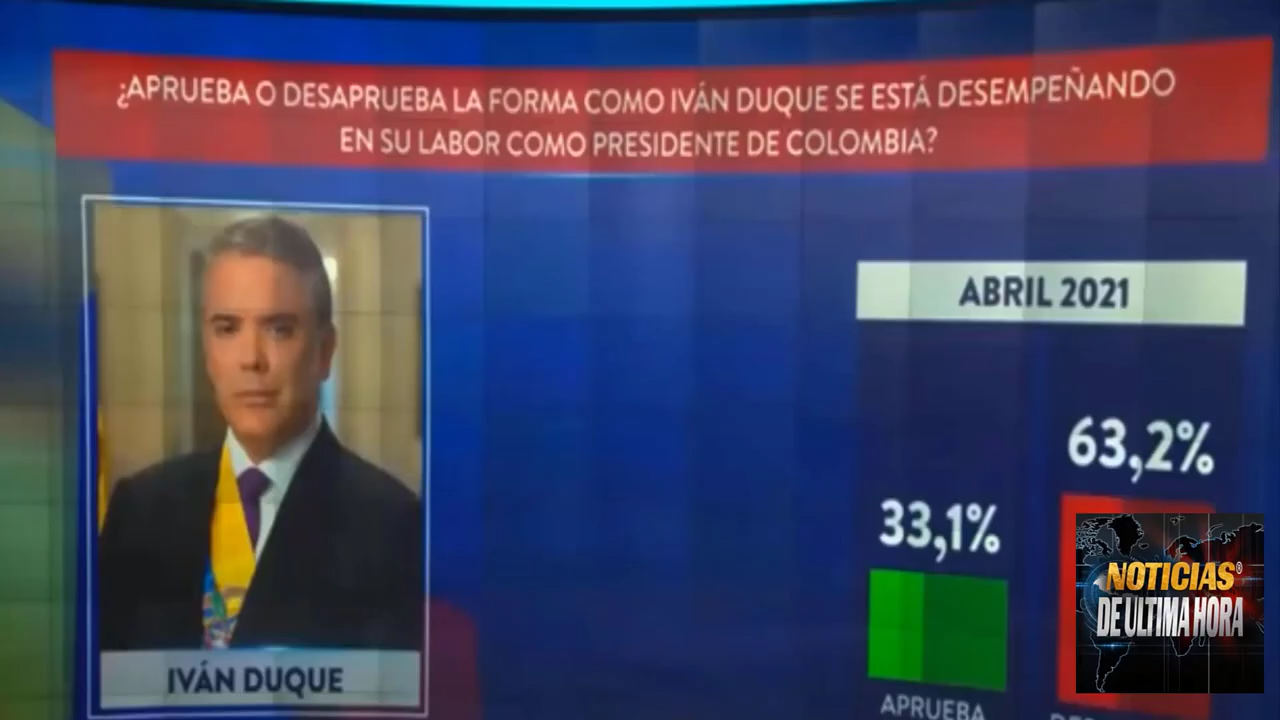 ¿APRUEBA O DESAPRUEBA LA FORMA COMO IVÁN DUQUE SE ESTÁ DESEMPEÑANDO
EN SU LABOR COMO PRESIDENTE DE COLOMBIA?
ABRIL 2021
63,2%
33,1%
NOTICIAS®
DE ULTIMA HORA
IVÁN DUQUE
APRUEBA